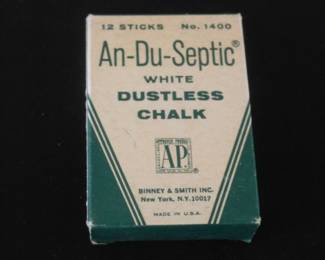 12 STICKS No. 1400
An-Du-Septic®
WHITE
DUSTLESS
CHALK
A.P.
BINNEY & SMITH INC.
New York, N.Y. 10017
MADE IN U.S.A.